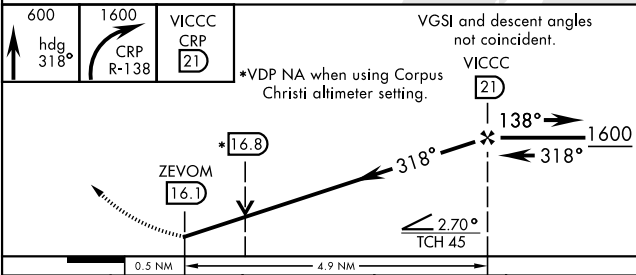 600
hdg
318°
1600
CRP
R-138
VICCC
CRP
21
VGSI and descent angles
not coincident.
*VDP NA when using Corpus
Christi altimeter setting.
VICCC
21
138°
1600
318°
318°
*16.8
ZEVOM
16.1
2.70°
TCH 45
0.5 NM
4.9 NM